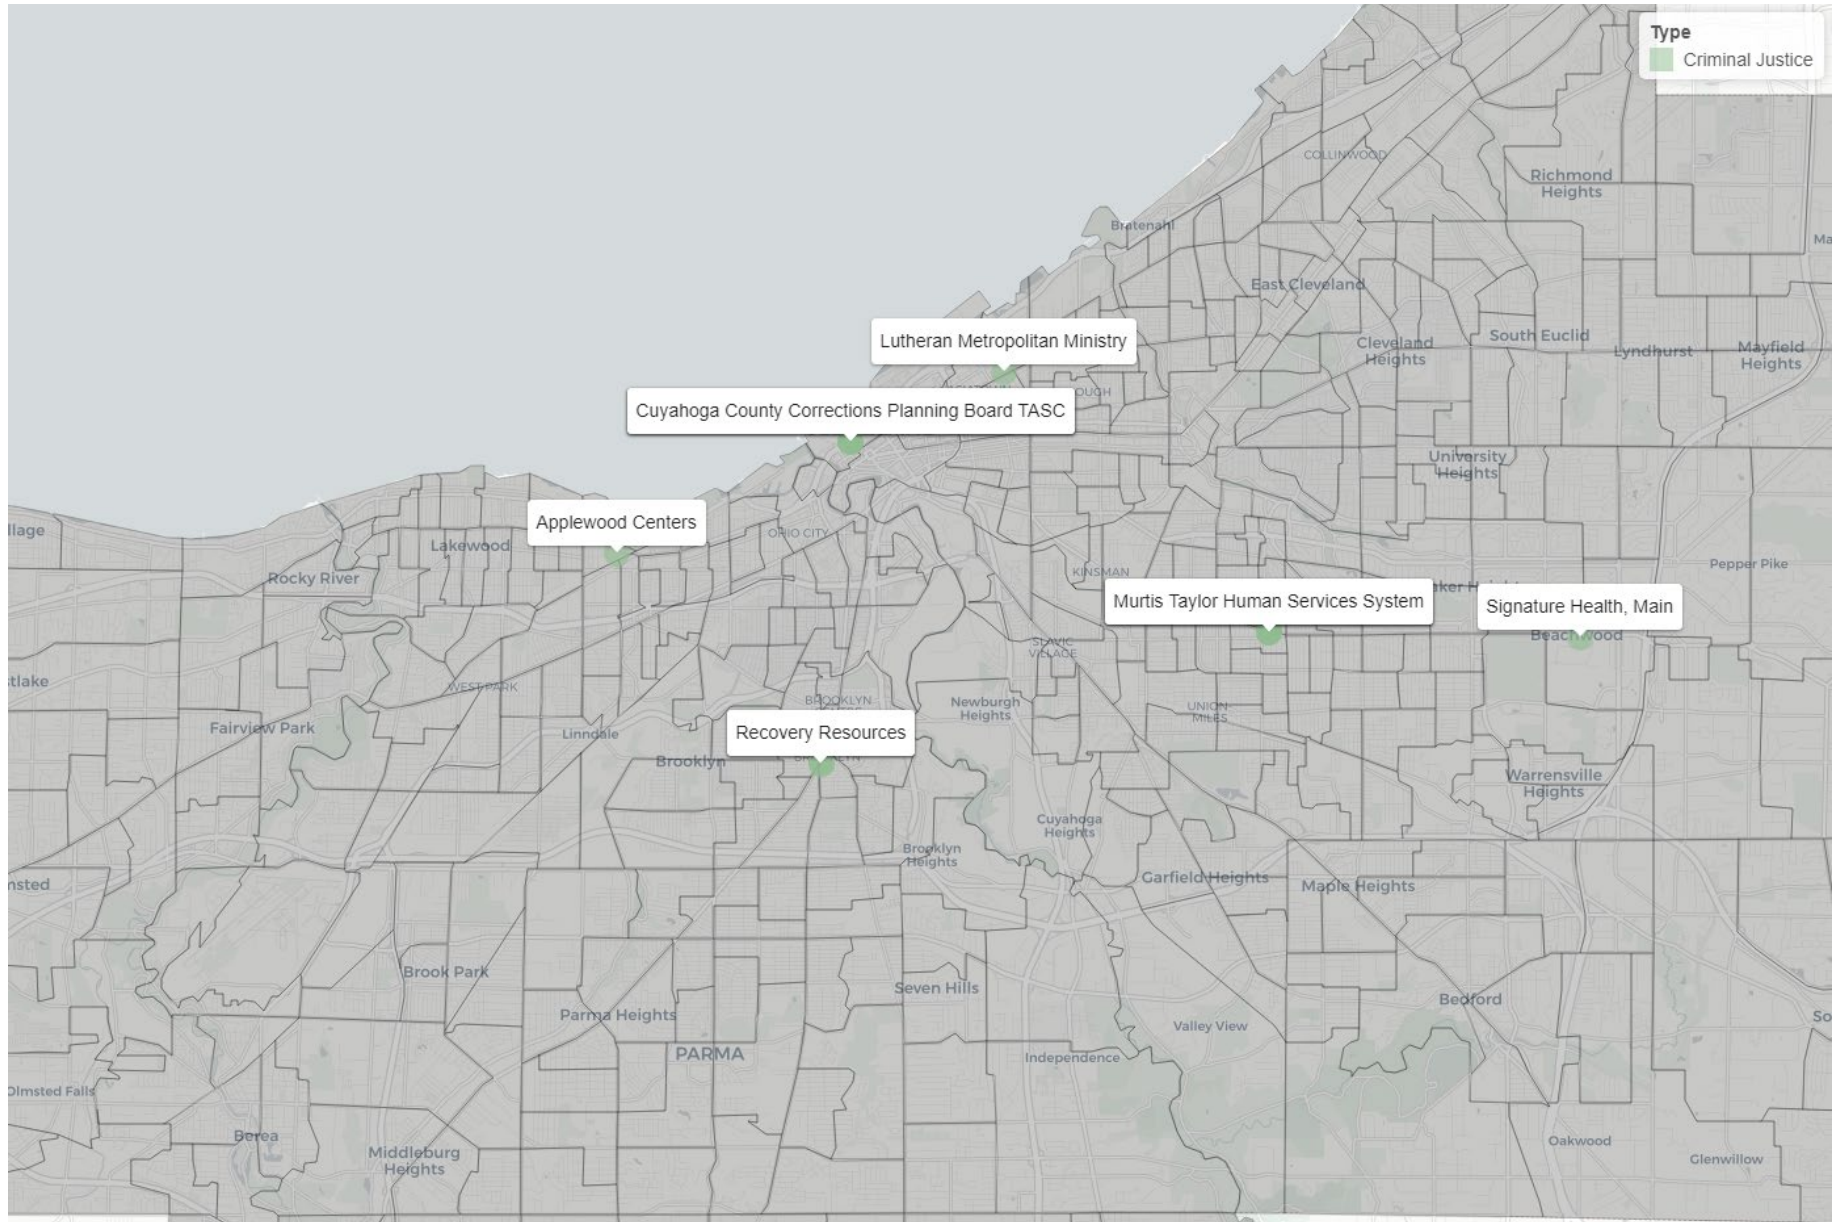 Type
Criminal Justice
COLLINWOOD
Richmond
Heights
Bratenahl
East Cleveland
Lutheran Metropolitan Ministry
South Euclid
Cleveland
Heights
Lyndhurst
Mayfield
Heights
Cuyahoga County Corrections Planning Board TASC
University
Heights
Applewood Centers
OHIO CITY
Lakewood
Rocky River
KINSMAN
Pepper Pike
Murtis Taylor Human Services System
Signature Health, Main
Beachwood
SLAVIC
VILLAGE
WEST PARK
BROOKLYN
Newburgh
Heights
UNION-
MILES
Fairview Park
Linndale
Recovery Resources
Brooklyn
Warrensville
Heights
Cuyahoga
Heights
Brooklyn
Heights
Garfield Heights
Maple Heights
Brook Park
Seven Hills
Bedford
Parma Heights
Valley View
PARMA
Independence
Olmsted Falls
Berea
Middleburg
Heights
Oakwood
Glenwillow